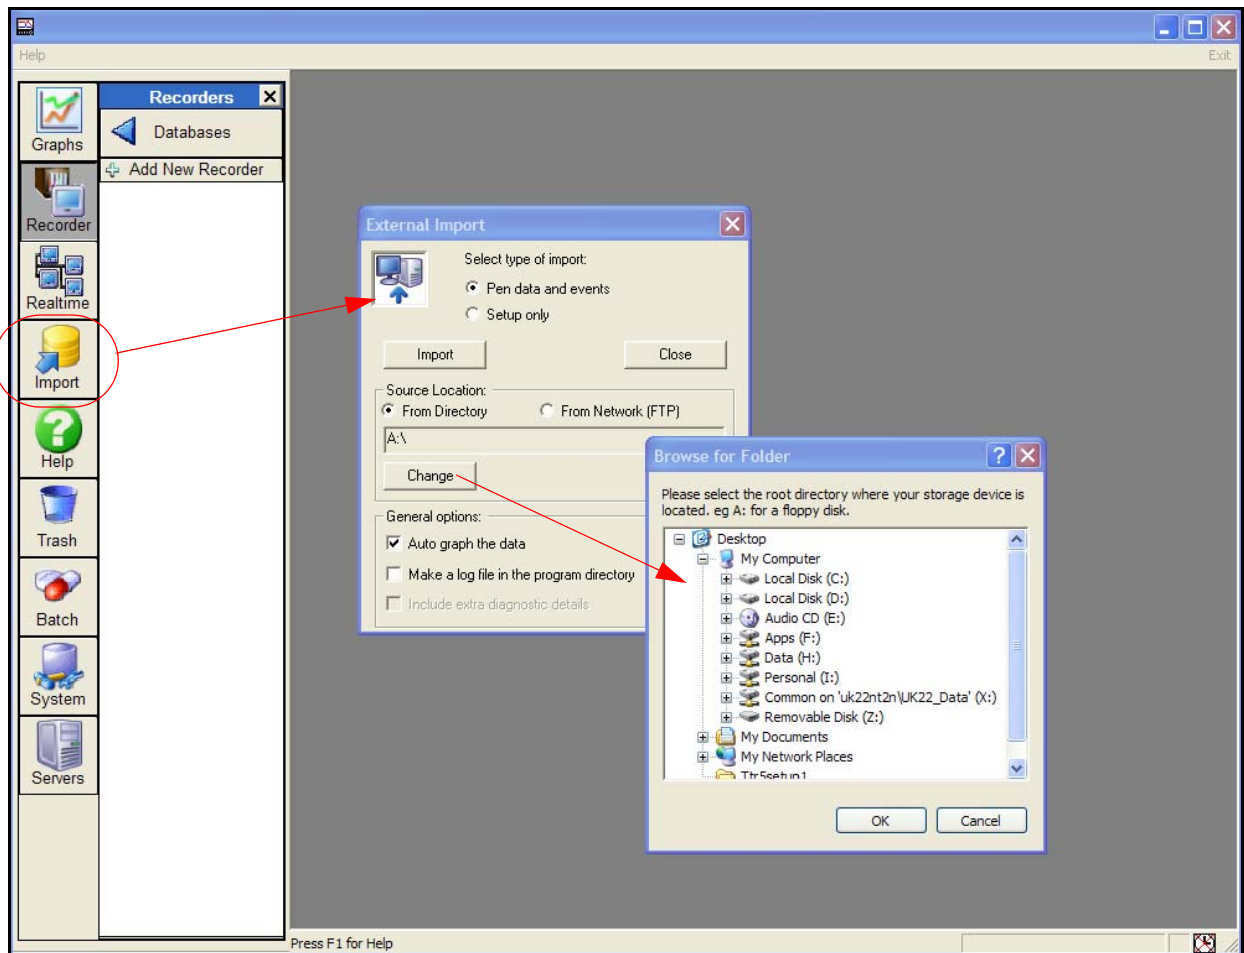 Help
Exit
Graphs
Recorder
Realtime
Import
Help
Trash
Batch
System
Servers
Recorders
Databases
Add New Recorder
External Import
Select type of import:
Pen data and events
Setup only
Import
Close
Source Location:
From Directory
From Network (FTP)
A:\
Change
General options:
Auto graph the data
Make a log file in the program directory
Include extra diagnostic details
Browse for Folder
Please select the root directory where your storage device is
located. eg A: for a floppy disk.
Desktop
My Computer
Local Disk (C:)
Local Disk (D:)
Audio CD (E:)
Apps (F:)
Data (H:)
Personal (I:)
Common on 'uk22nt2n\UK22_Data' (X:)
Removable Disk (Z:)
My Documents
My Network Places
Ttr5setup1
OK
Cancel
Press F1 for Help